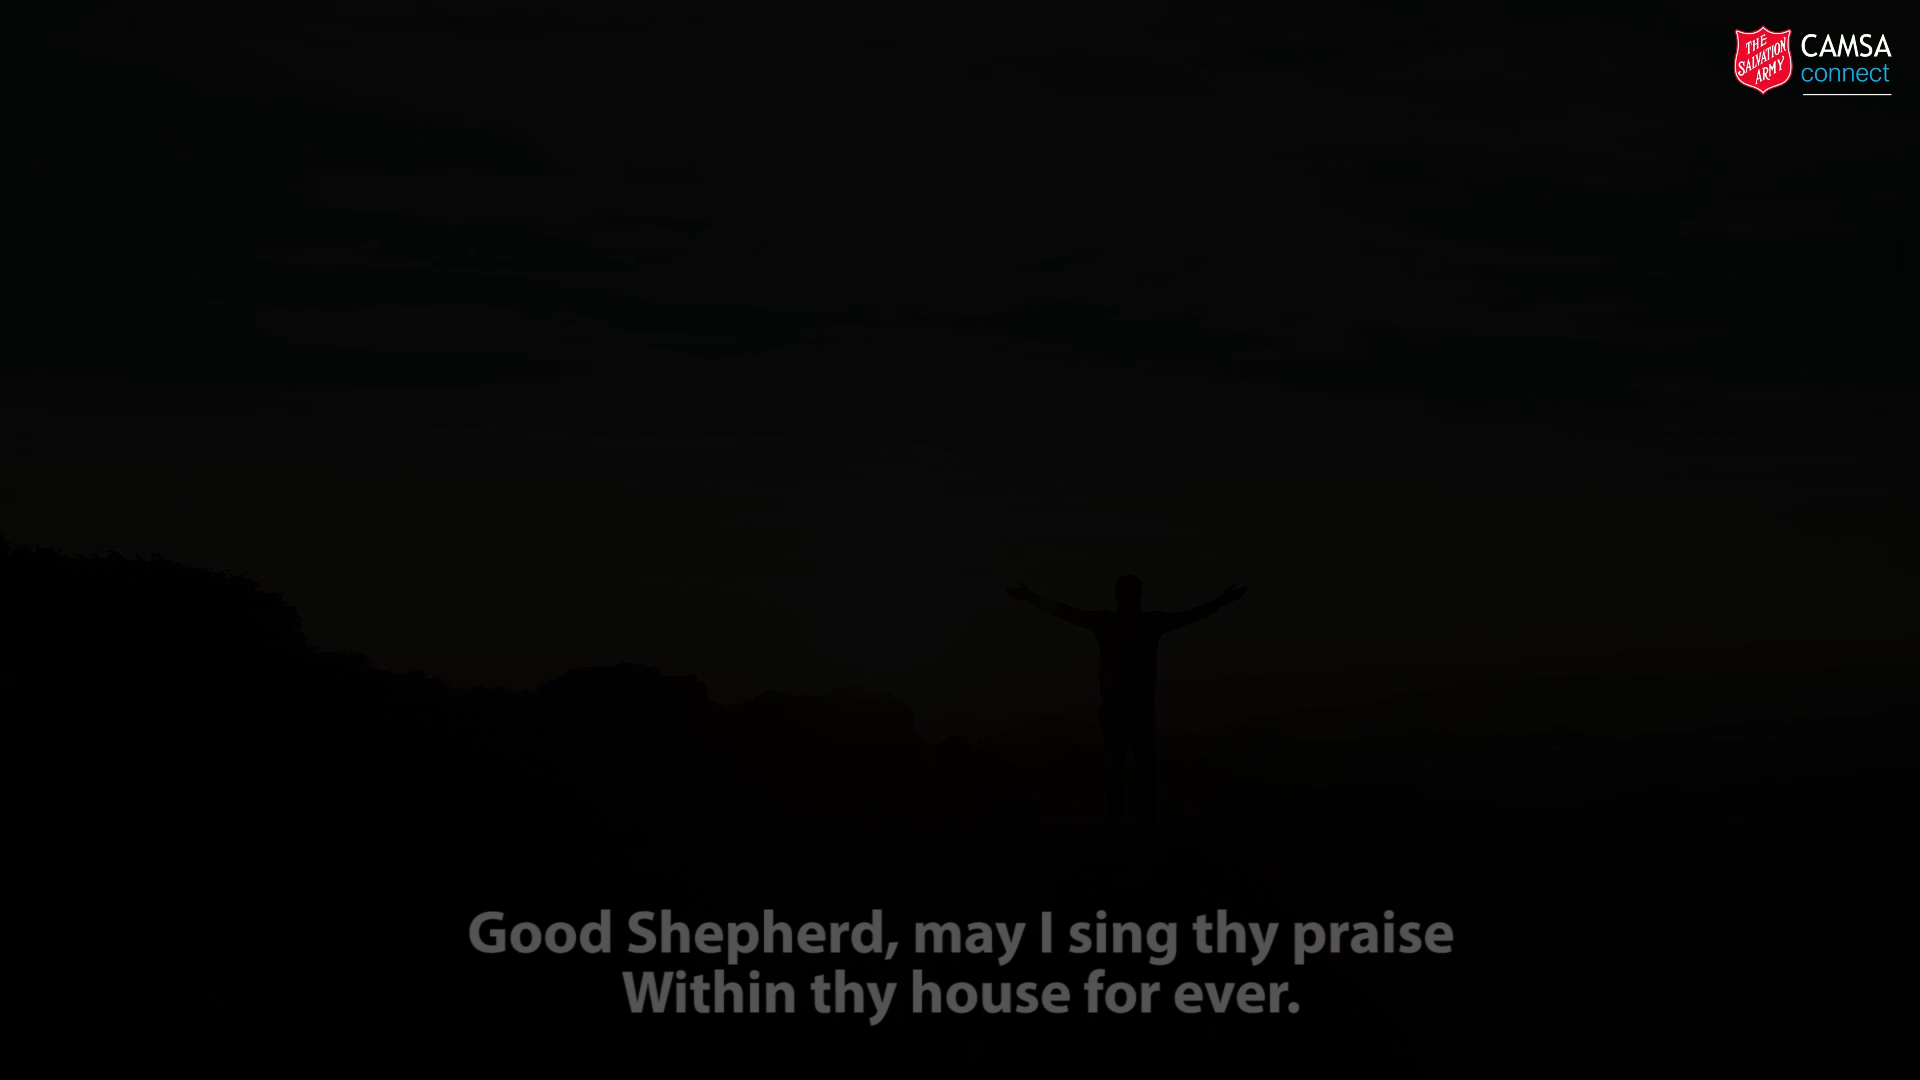 THE
SALVATION
ARMY
CAMSA
connect
Good Shepherd, may I sing thy praise
Within thy house for ever.